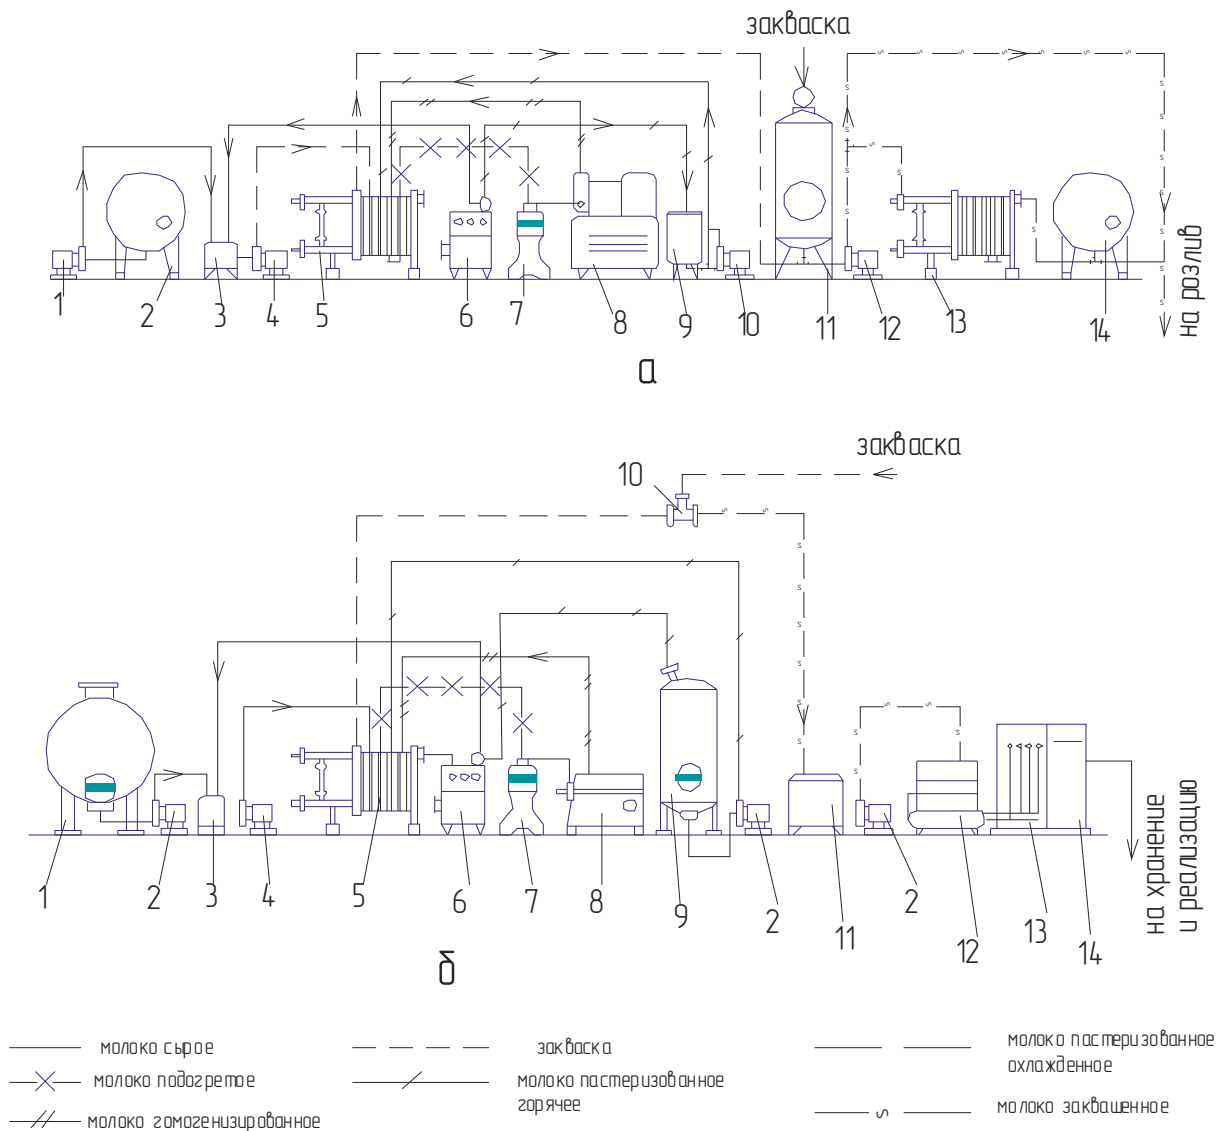 закваска
1
2
3
4
5
6
7
8
9
10
11
12
13
14
на розлив
а
закваска
10
1
2
3
4
5
6
7
8
9
2
11
2
12
13
14
на хранение
и реализацию
б
молоко сырое
закваска
молоко пастеризованное
охлажденное
молоко подогретое
молоко пастеризованное
горячее
молоко заквашенное
молоко гомогенизированное